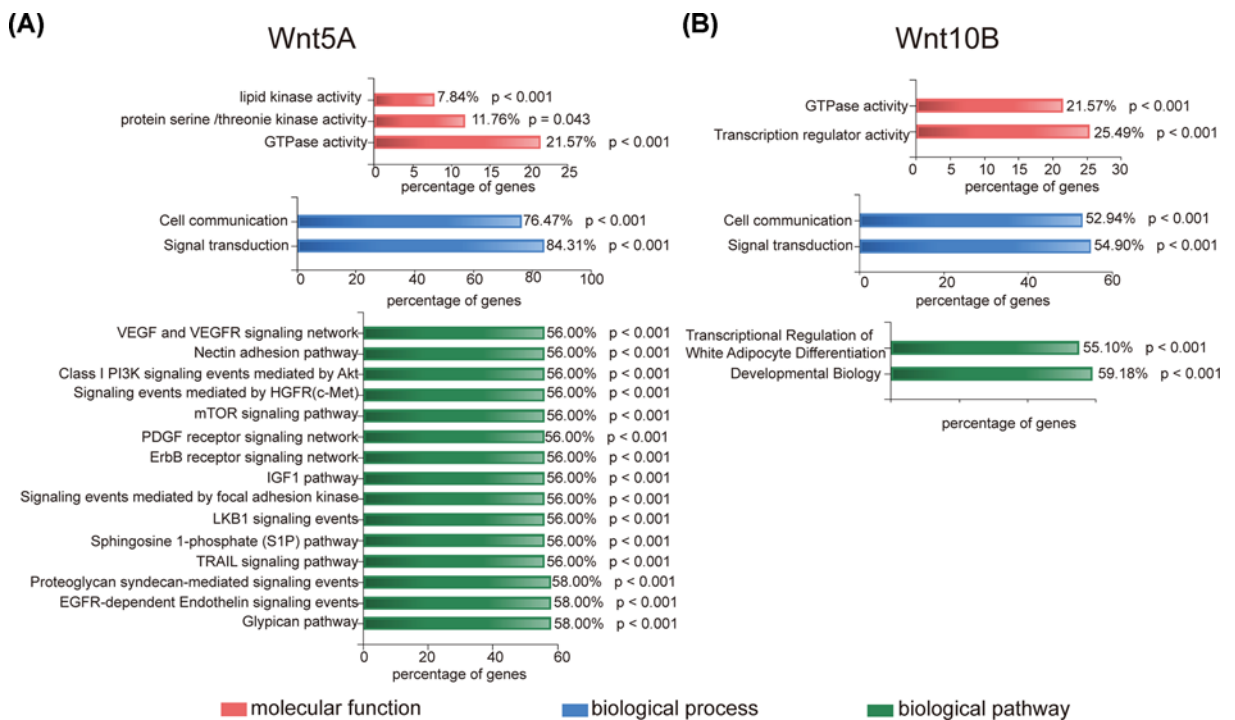 (A)
Wnt5A
lipid kinase activity 7.84% p < 0.001
protein serine /threonie kinase activity 11.76% p = 0.043
GTPase activity 21.57% p < 0.001
0 5 10 15 20 25
percentage of genes
Cell communication 76.47% p < 0.001
Signal transduction 84.31% p < 0.001
0 20 40 60 80 100
percentage of genes
VEGF and VEGFR signaling network 56.00% p < 0.001
Nectin adhesion pathway 56.00% p < 0.001
Class I PI3K signaling events mediated by Akt 56.00% p < 0.001
Signaling events mediated by HGFR(c-Met) 56.00% p < 0.001
mTOR signaling pathway 56.00% p < 0.001
PDGF receptor signaling network 56.00% p < 0.001
ErbB receptor signaling network 56.00% p < 0.001
IGF1 pathway 56.00% p < 0.001
Signaling events mediated by focal adhesion kinase 56.00% p < 0.001
LKB1 signaling events 56.00% p < 0.001
Sphingosine 1-phosphate (S1P) pathway 56.00% p < 0.001
TRAIL signaling pathway 56.00% p < 0.001
Proteoglycan syndecan-mediated signaling events 58.00% p < 0.001
EGFR-dependent Endothelin signaling events 58.00% p < 0.001
Glypican pathway 58.00% p < 0.001
0 20 40 60
percentage of genes
(B)
Wnt10B
GTPase activity 21.57% p < 0.001
Transcription regulator activity 25.49% p < 0.001
0 5 10 15 20 25 30
percentage of genes
Cell communication 52.94% p < 0.001
Signal transduction 54.90% p < 0.001
0 20 40 60
percentage of genes
Transcriptional Regulation of
White Adipocyte Differentiation 55.10% p < 0.001
Developmental Biology 59.18% p < 0.001
percentage of genes
molecular function biological process biological pathway